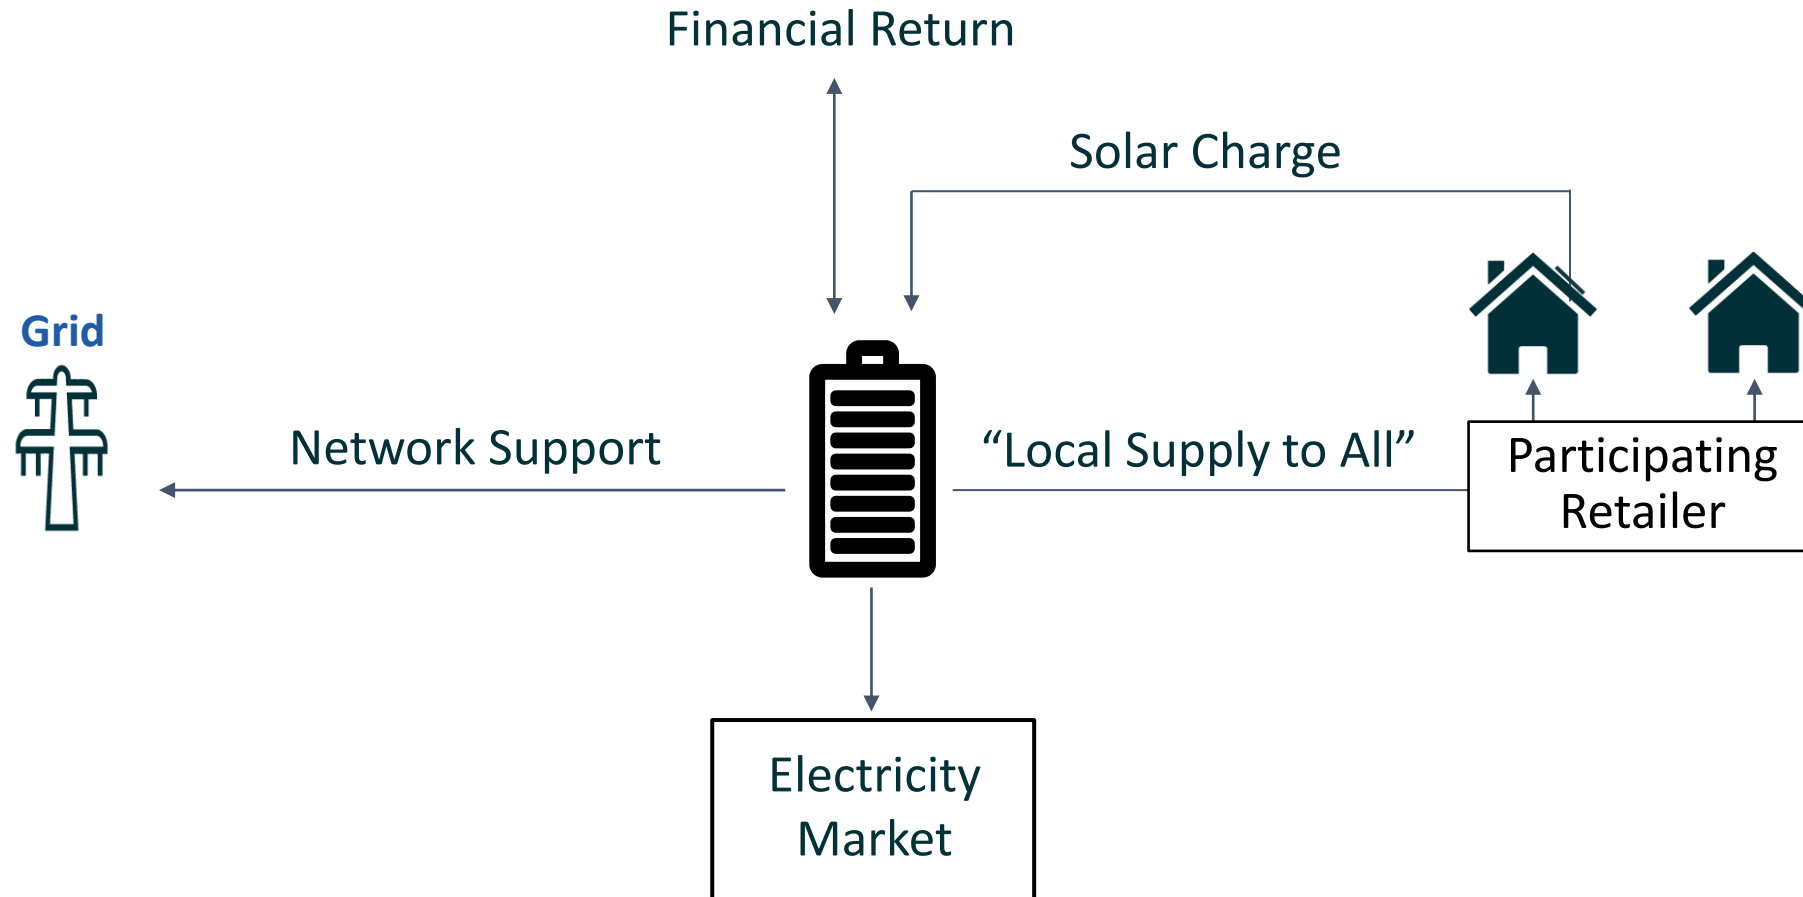 Financial Return
Solar Charge
Grid
Network Support
“Local Supply to All”
Participating
Retailer
Electricity
Market